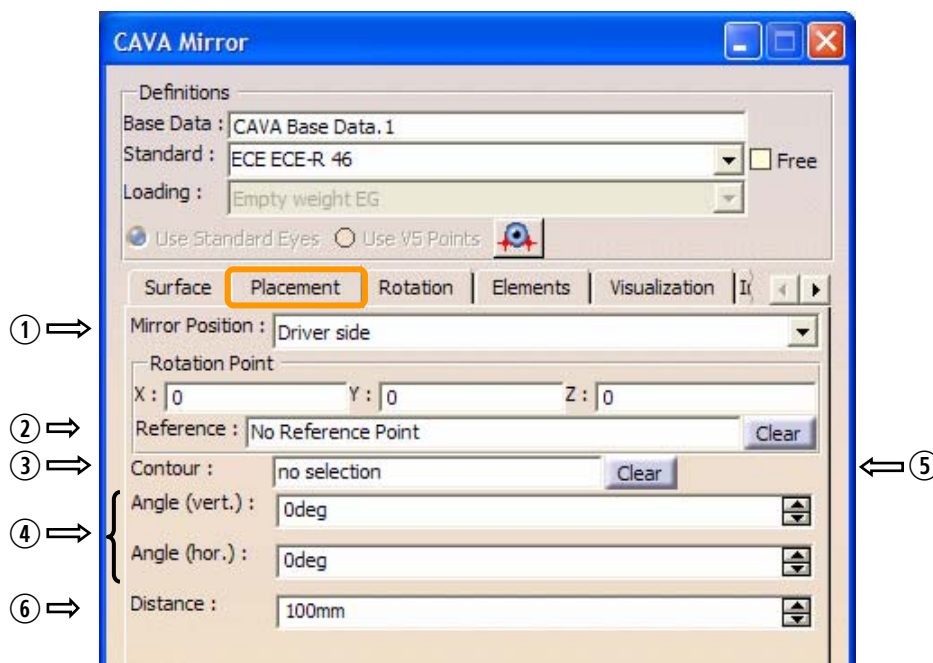 CAVA Mirror
Definitions
Base Data : CAVA Base Data.1
Standard : ECE ECE-R 46 Free
Loading : Empty weight EG
Use Standard Eyes Use V5 Points
Surface Placement Rotation Elements Visualization
① Mirror Position : Driver side
Rotation Point
X : 0 Y : 0 Z : 0
② Reference : No Reference Point Clear
③ Contour : no selection Clear ⑤
Angle (vert.) : 0deg
④
Angle (hor.) : 0deg
⑥ Distance : 100mm